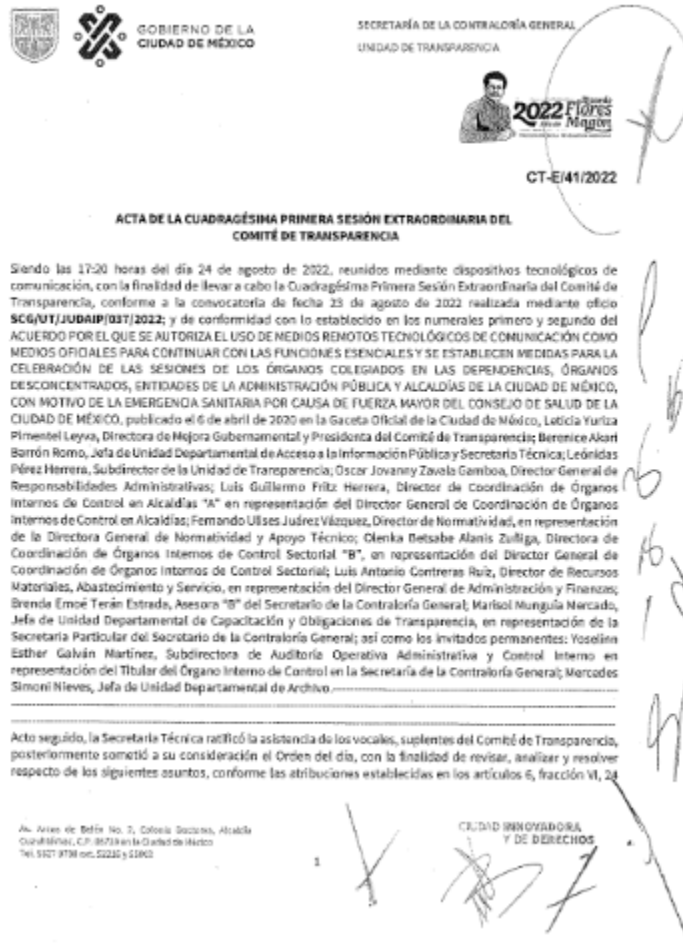 GOBIERNO DE LA
CIUDAD DE MÉXICO
SECRETARÍA DE LA CONTRALORÍA GENERAL
UNIDAD DE TRANSPARENCIA
2022 Ricardo
Flores
Magón
CT-E/41/2022
ACTA DE LA CUADRAGÉSIMA PRIMERA SESIÓN EXTRAORDINARIA DEL
COMITÉ DE TRANSPARENCIA
Siendo las 17:20 horas del día 24 de agosto de 2022, reunidos mediante dispositivos tecnológicos de
comunicación, con la finalidad de llevar a cabo la Cuadragésima Primera Sesión Extraordinaria del Comité de
Transparencia, conforme a la convocatoria de fecha 23 de agosto de 2022 realizada mediante oficio
SCG/UT/JUDAIP/037/2022; y de conformidad con lo establecido en los numerales primero y segundo del
ACUERDO POR EL QUE SE AUTORIZA EL USO DE MEDIOS REMOTOS TECNOLÓGICOS DE COMUNICACIÓN COMO
MEDIOS OFICIALES PARA CONTINUAR CON LAS FUNCIONES ESENCIALES Y SE ESTABLECEN MEDIDAS PARA LA
CELEBRACIÓN DE LAS SESIONES DE LOS ÓRGANOS COLEGIADOS EN LAS DEPENDENCIAS, ÓRGANOS
DESCONCENTRADOS, ENTIDADES DE LA ADMINISTRACIÓN PÚBLICA Y ALCALDÍAS DE LA CIUDAD DE MÉXICO,
CON MOTIVO DE LA EMERGENCIA SANITARIA POR CAUSA DE FUERZA MAYOR DEL CONSEJO DE SALUD DE LA
CIUDAD DE MÉXICO, publicado el 6 de abril de 2020 en la Gaceta Oficial de la Ciudad de México, Leticia Yuriza
Pimentel Leyva, Directora de Mejora Gubernamental y Presidenta del Comité de Transparencia; Berenice Akari
Barrón Romo, Jefa de Unidad Departamental de Acceso a la Información Pública y Secretaria Técnica; Leónidas
Pérez Herrera, Subdirector de la Unidad de Transparencia; Oscar Jovanny Zavala Gamboa, Director General de
Responsabilidades Administrativas; Luis Guillermo Fritz Herrera, Director de Coordinación de Órganos
Internos de Control en Alcaldías "A" en representación del Director General de Coordinación de Órganos
Internos de Control en Alcaldías; Fernando Ulises Juárez Vázquez, Director de Normatividad, en representación
de la Directora General de Normatividad y Apoyo Técnico; Olenka Betsabe Alanis Zuñiga, Directora de
Coordinación de Órganos Internos de Control Sectorial "B", en representación del Director General de
Coordinación de Órganos Internos de Control Sectorial; Luis Antonio Contreras Ruiz, Director de Recursos
Materiales, Abastecimiento y Servicio, en representación del Director General de Administración y Finanzas;
Brenda Emoé Terán Estrada, Asesora "B" del Secretario de la Contraloría General; Marisol Munguía Mercado,
Jefa de Unidad Departamental de Capacitación y Obligaciones de Transparencia, en representación de la
Secretaria Particular del Secretario de la Contraloría General; así como los invitados permanentes: Yoselinn
Esther Galván Martínez, Subdirectora de Auditoría Operativa Administrativa y Control Interno en
representación del Titular del Órgano Interno de Control en la Secretaría de la Contraloría General; Mercedes
Simoni Nieves, Jefa de Unidad Departamental de Archivo.
Acto seguido, la Secretaria Técnica ratificó la asistencia de los vocales, suplentes del Comité de Transparencia,
posteriormente sometió a su consideración el Orden del día, con la finalidad de revisar, analizar y resolver
respecto de los siguientes asuntos, conforme las atribuciones establecidas en los artículos 6, fracción VI, 24
Av. Arcos de Belén No. 2, Colonia Doctores, Alcaldía
Cuauhtémoc, C.P. 06720 en la Ciudad de México
Tel. 5627 9700 ext.
1
CIUDAD INNOVADORA
Y DE DERECHOS